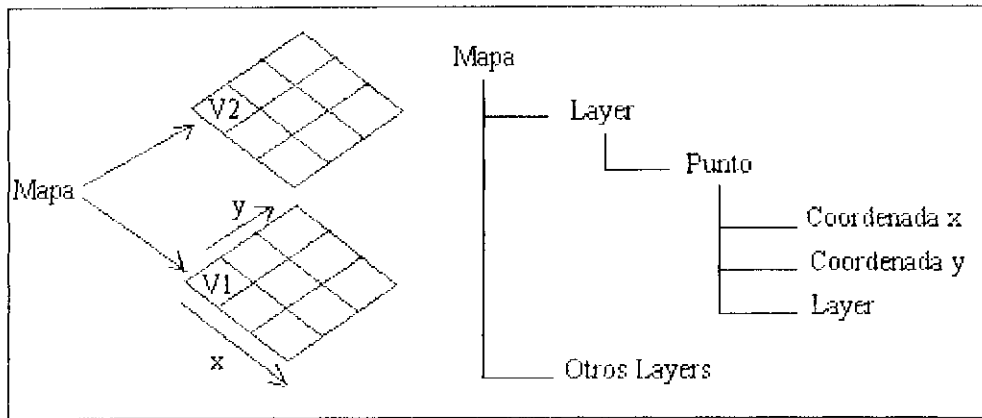 Mapa
V2
y
V1
x
Mapa
Layer
Punto
Coordenada x
Coordenada y
Layer
Otros Layers